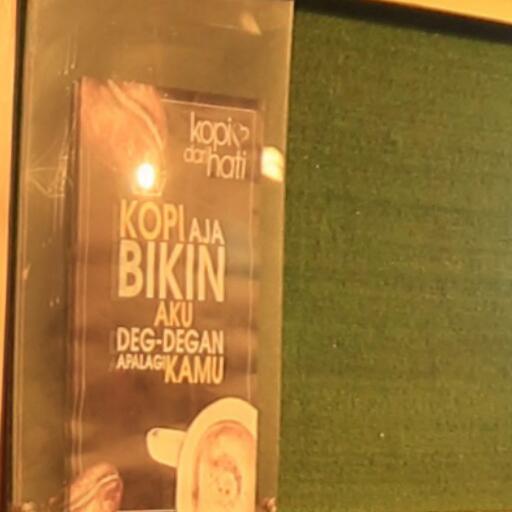 kopi
dari hati
KOPI AJA
BIKIN
AKU
DEG-DEGAN
APALAGI KAMU